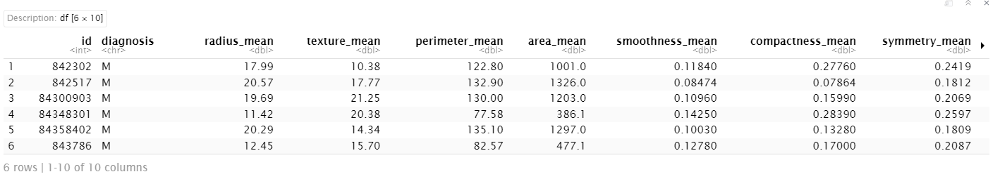 Description: df [6 × 10]
id diagnosis radius_mean texture_mean perimeter_mean area_mean smoothness_mean compactness_mean symmetry_mean
<int> <chr> <dbl> <dbl> <dbl> <dbl> <dbl> <dbl> <dbl>
1 842302 M 17.99 10.38 122.80 1001.0 0.11840 0.27760 0.2419
2 842517 M 20.57 17.77 132.90 1326.0 0.08474 0.07864 0.1812
3 84300903 M 19.69 21.25 130.00 1203.0 0.10960 0.15990 0.2069
4 84348301 M 11.42 20.38 77.58 386.1 0.14250 0.28390 0.2597
5 84358402 M 20.29 14.34 135.10 1297.0 0.10030 0.13280 0.1809
6 843786 M 12.45 15.70 82.57 477.1 0.12780 0.17000 0.2087
6 rows | 1-10 of 10 columns